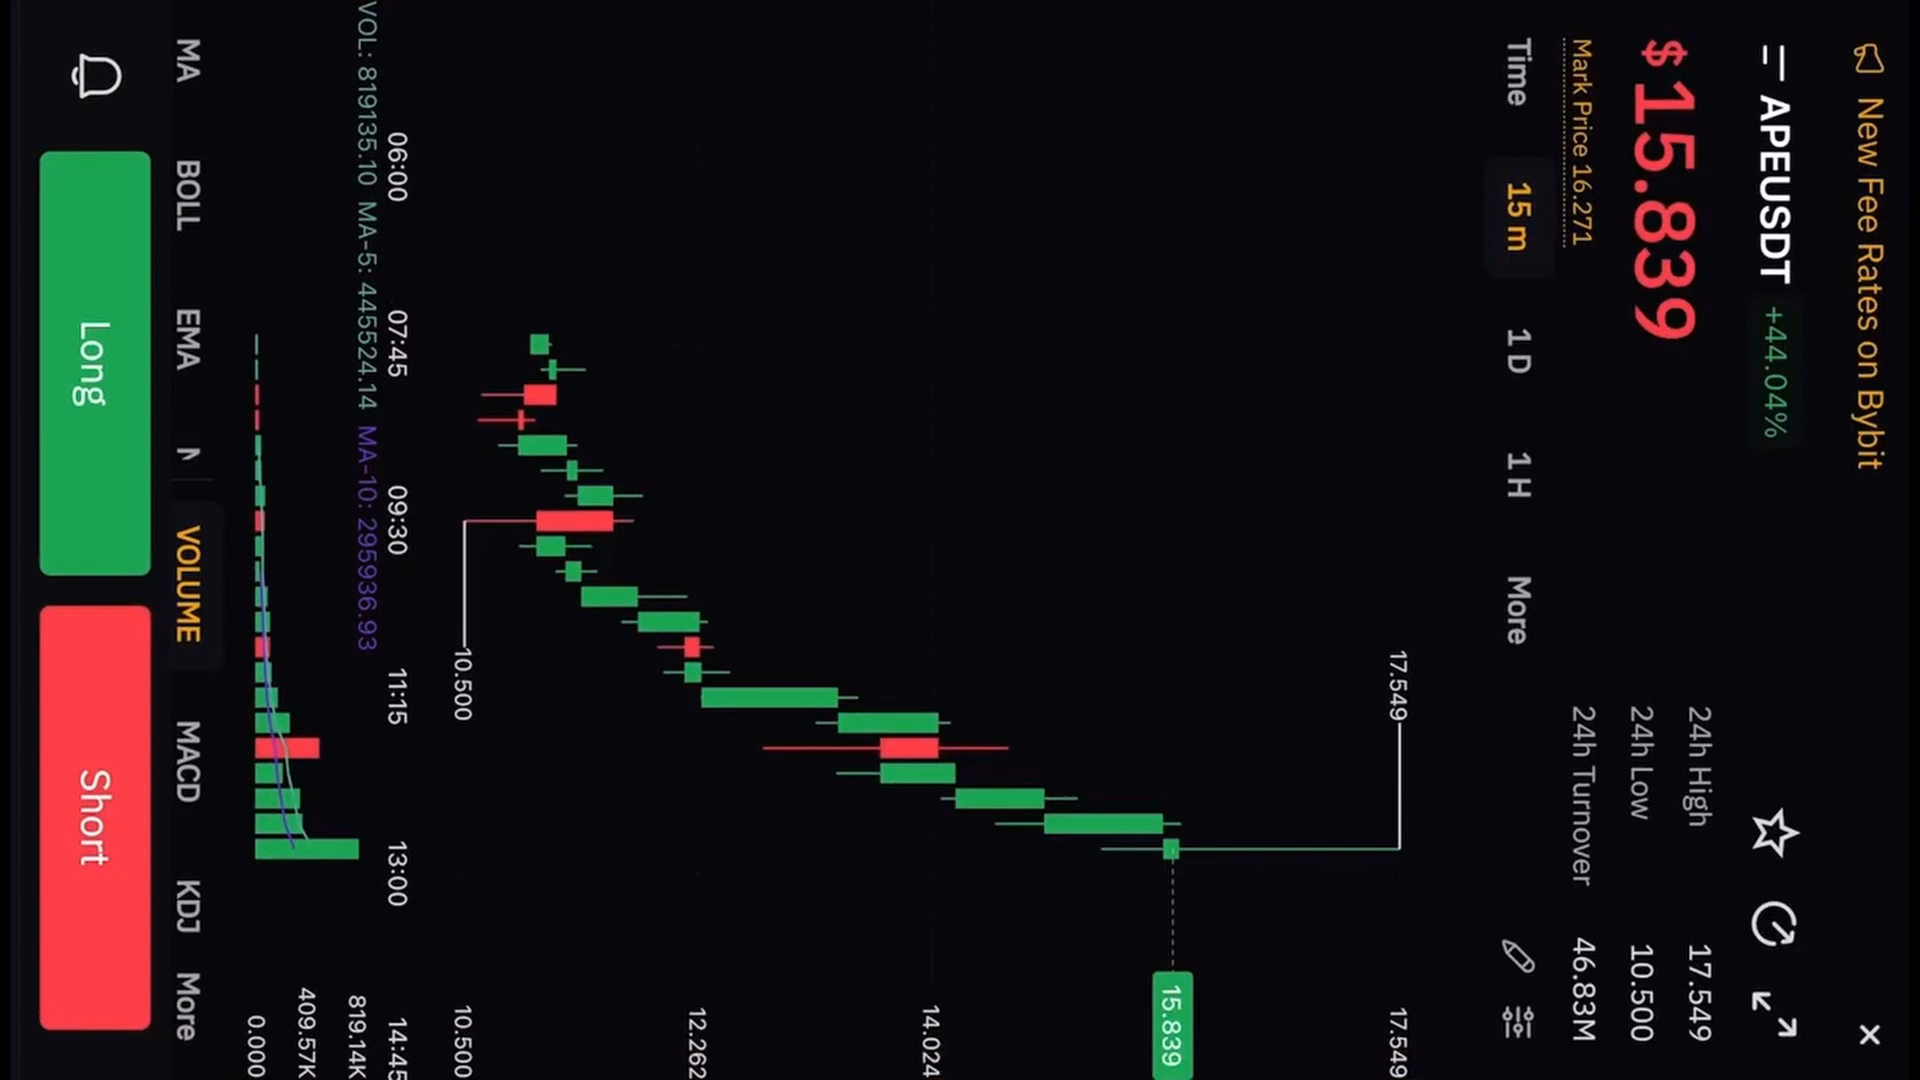 New Fee Rates on Bybit
APEUSDT +44.04%
$15.839
Mark Price 16.271
24h High 17.549
24h Low 10.500
24h Turnover 46.83M
Time 15 m 1 D 1 H More
17.549
17.549
15.839
14.024
12.262
10.500
10.500
06:00 07:45 09:30 11:15 13:00 14:45
VOL: 819135.10 MA-5: 445524.14 MA-10: 295936.93
819.14K
409.57K
0.000
MA BOLL EMA VOLUME MACD KDJ More
Long Short